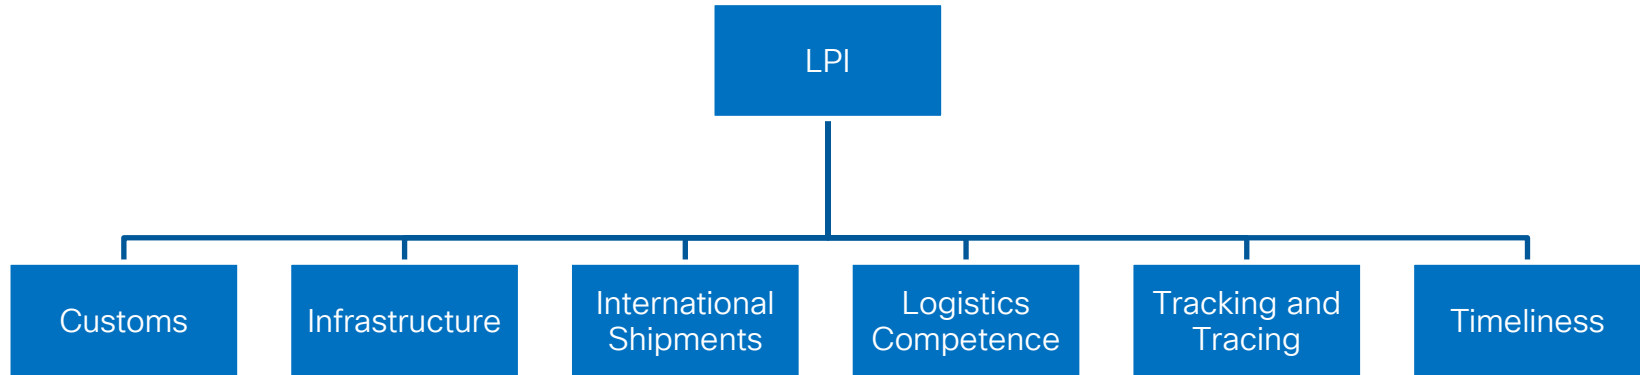 LPI
Customs
Infrastructure
International
Shipments
Logistics
Competence
Tracking and
Tracing
Timeliness